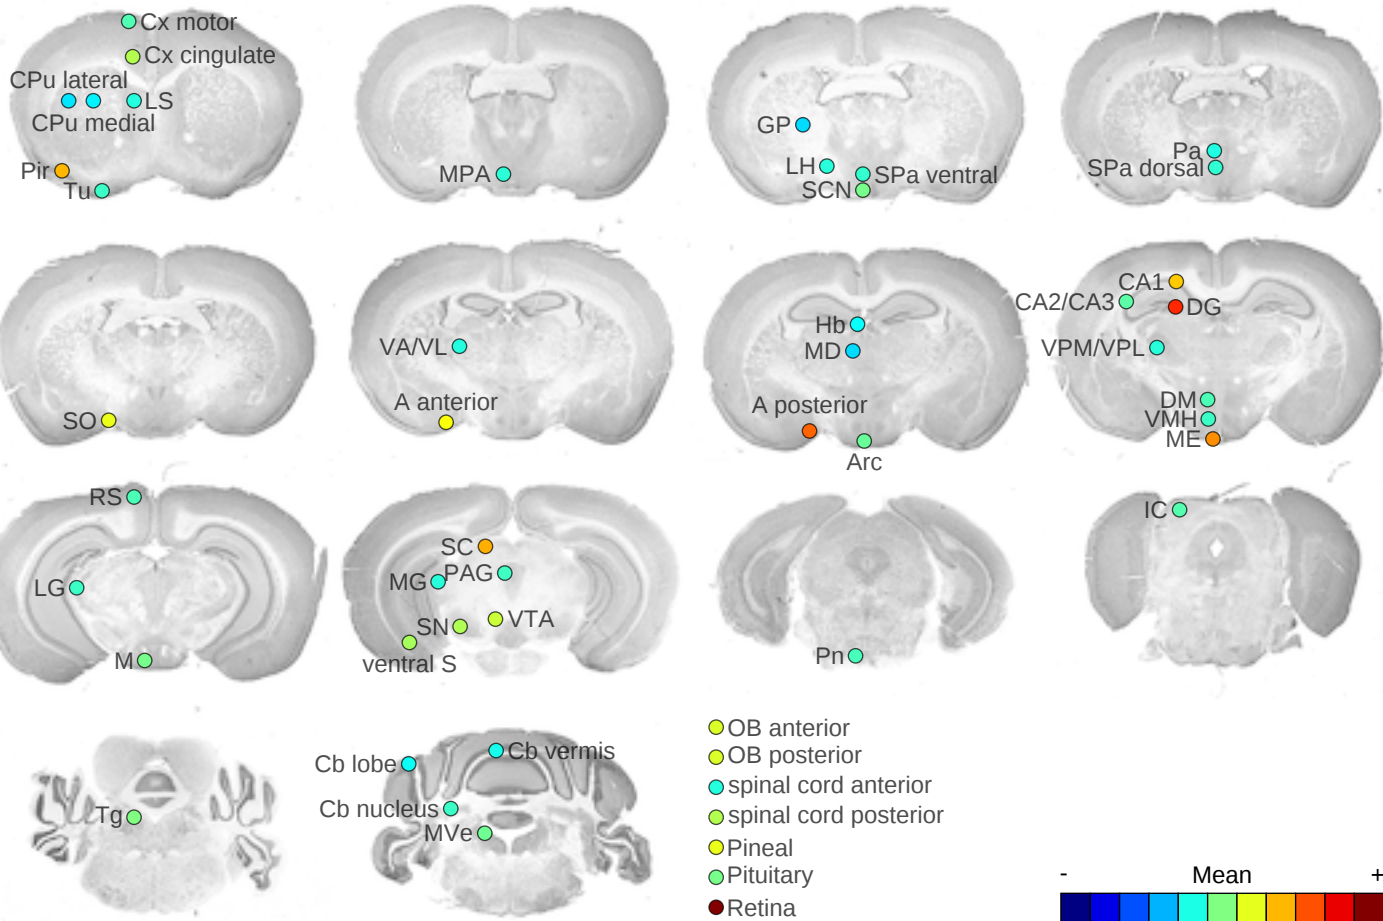 Cx motor
Cx cingulate
CPu lateral
LS
CPu medial
Pir
Tu
MPA
GP
LH
SPa ventral
SCN
Pa
SPa dorsal
SO
VA/VL
A anterior
Hb
MD
A posterior
Arc
CA1
CA2/CA3
DG
VPM/VPL
DM
VMH
ME
RS
LG
M
SC
MG PAG
SN VTA
ventral S
Pn
IC
Tg
Cb lobe
Cb vermis
Cb nucleus
MVe
OB anterior
OB posterior
spinal cord anterior
spinal cord posterior
Pineal
Pituitary
Retina
- Mean +